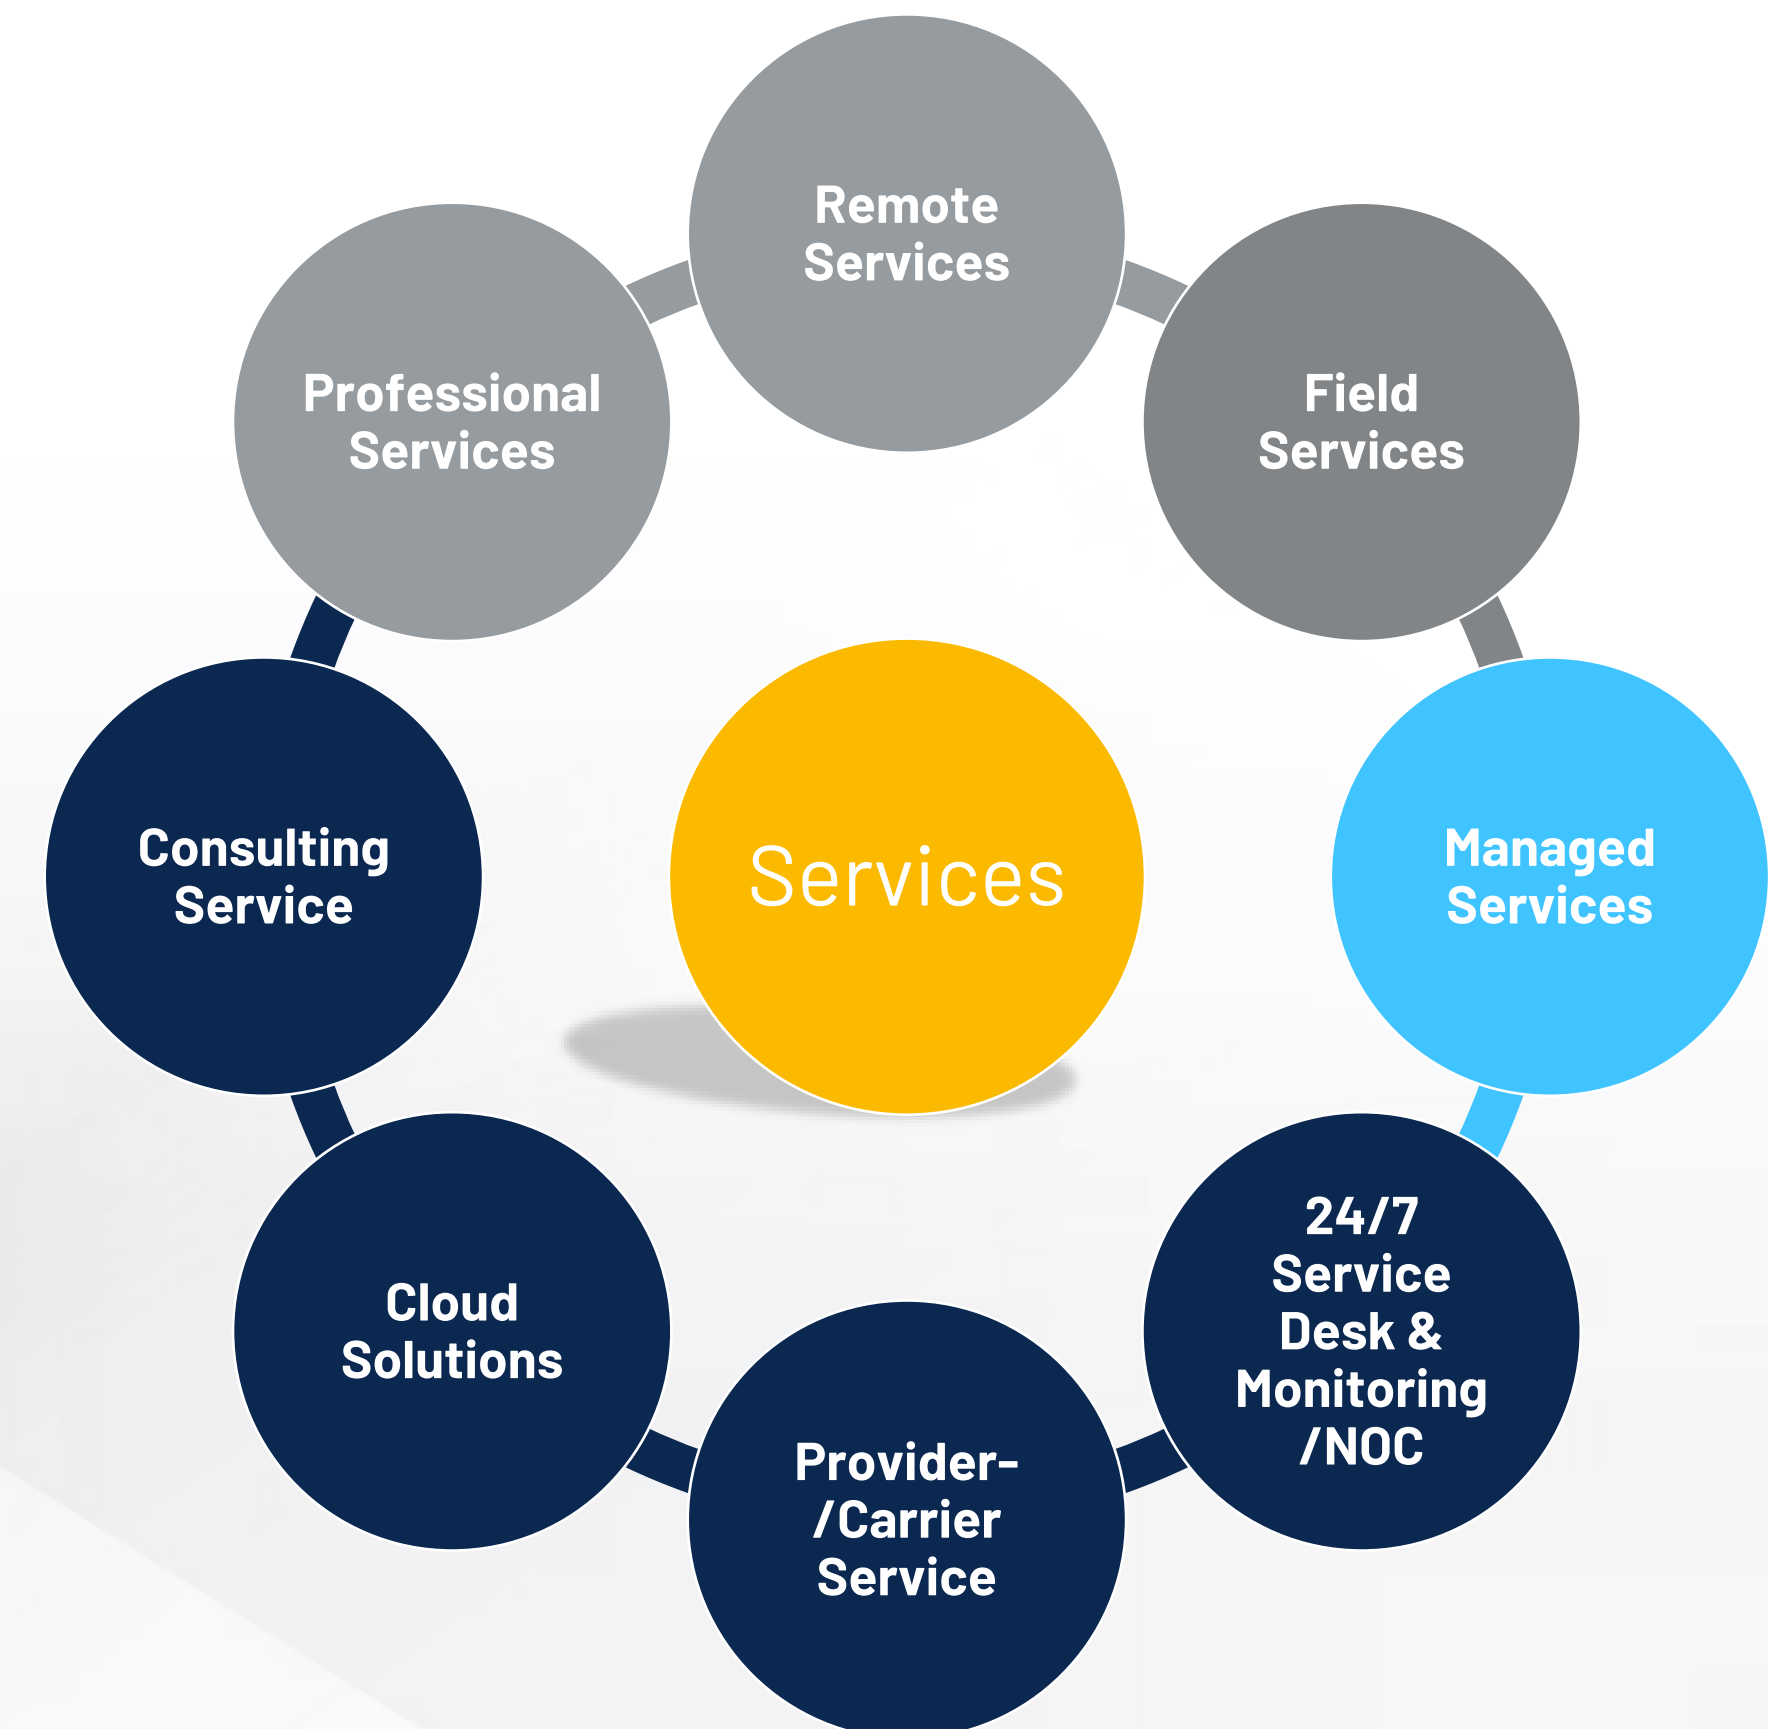 Remote
Services
Professional
Services
Field
Services
Consulting
Service
Services
Managed
Services
Cloud
Solutions
24/7
Service
Desk &
Monitoring
/NOC
Provider-
/Carrier
Service